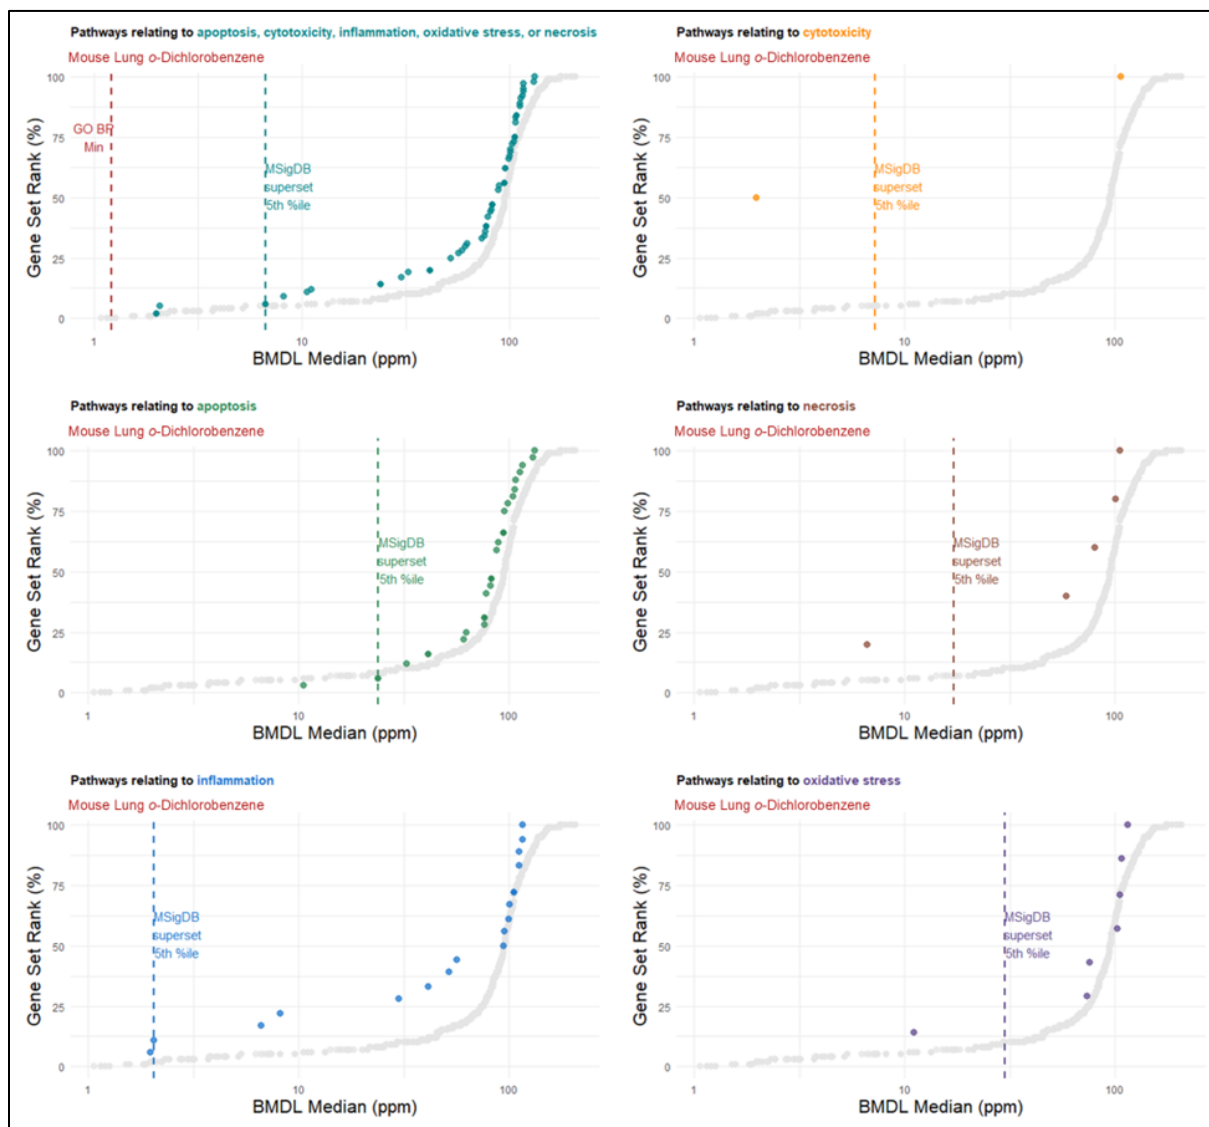 Pathways relating to apoptosis, cytotoxicity, inflammation, oxidative stress, or necrosis
Mouse Lung o-Dichlorobenzene
Gene Set Rank (%)
100
75
50
25
0
GO BP
Min
MSigDB
superset
5th %ile
1
10
100
BMDL Median (ppm)
Pathways relating to cytotoxicity
Mouse Lung o-Dichlorobenzene
Gene Set Rank (%)
100
75
50
25
0
MSigDB
superset
5th %ile
1
10
100
BMDL Median (ppm)
Pathways relating to apoptosis
Mouse Lung o-Dichlorobenzene
Gene Set Rank (%)
100
75
50
25
0
MSigDB
superset
5th %ile
1
10
100
BMDL Median (ppm)
Pathways relating to necrosis
Mouse Lung o-Dichlorobenzene
Gene Set Rank (%)
100
75
50
25
0
MSigDB
superset
5th %ile
1
10
100
BMDL Median (ppm)
Pathways relating to inflammation
Mouse Lung o-Dichlorobenzene
Gene Set Rank (%)
100
75
50
25
0
MSigDB
superset
5th %ile
1
10
100
BMDL Median (ppm)
Pathways relating to oxidative stress
Mouse Lung o-Dichlorobenzene
Gene Set Rank (%)
100
75
50
25
0
MSigDB
superset
5th %ile
1
10
100
BMDL Median (ppm)